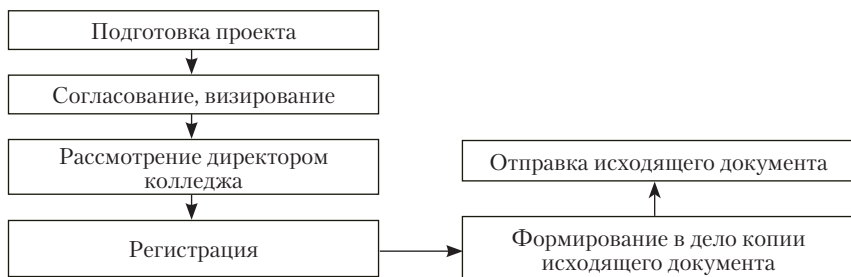 Подготовка проекта
Согласование, визирование
Рассмотрение директором
колледжа
Регистрация
Отправка исходящего документа
Формирование в дело копии
исходящего документа